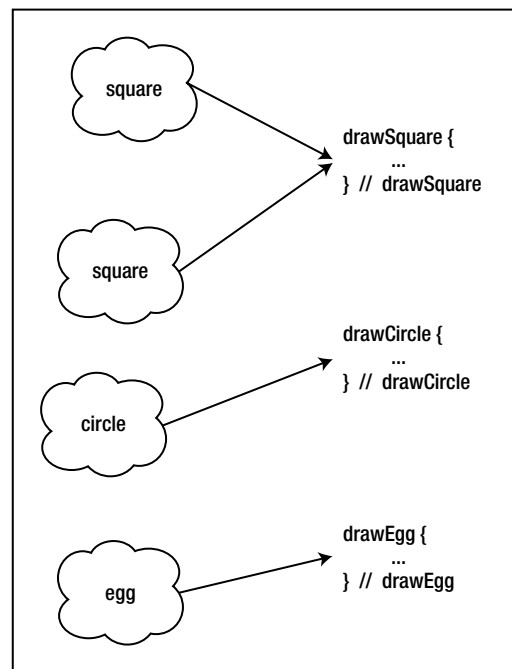 square
drawSquare {
...
} // drawSquare
square
drawCircle {
...
} // drawCircle
circle
drawEgg {
...
} // drawEgg
egg